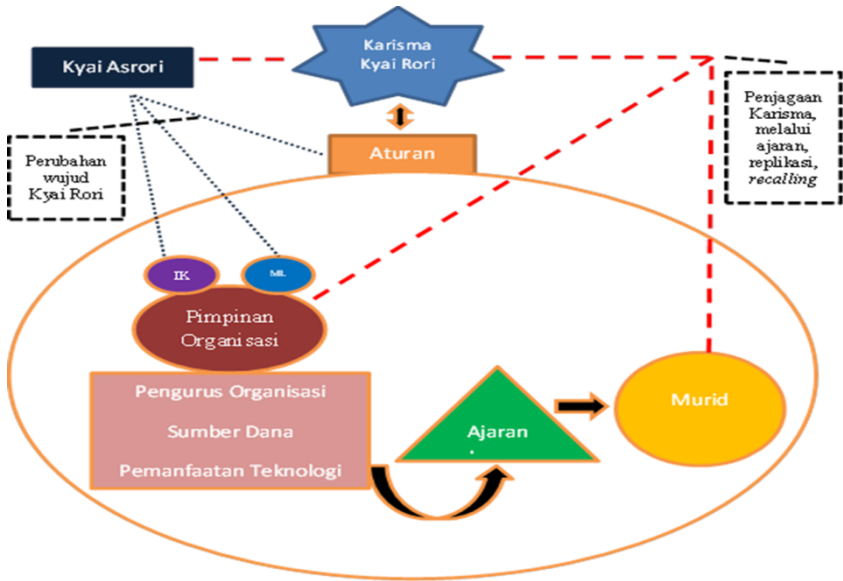 Kyai Asrori
Karisma
Kyai Rori
Penjagaan
Karisma,
melalui
ajaran,
replikasi,
recalling
Perubahan
wujud
Kyai Rori
Aturan
IK
ML
Pimpinan
Organisasi
Pengurus Organisasi
Sumber Dana
Pemanfaatan Teknologi
Ajaran
Murid